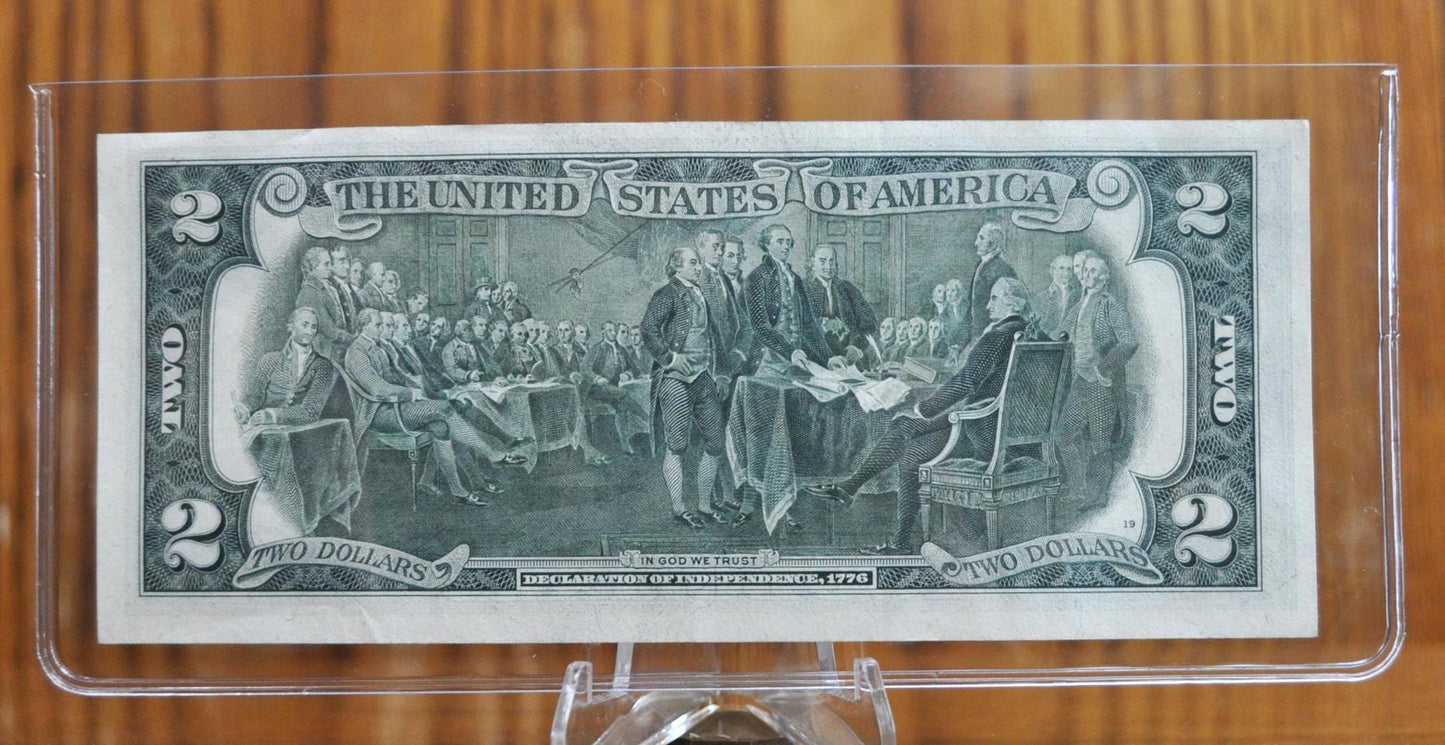 THE UNITED STATES OF AMERICA
2 2
TWO TWO
19
2 2
TWO DOLLARS IN GOD WE TRUST TWO DOLLARS
DECLARATION OF INDEPENDENCE, 1776